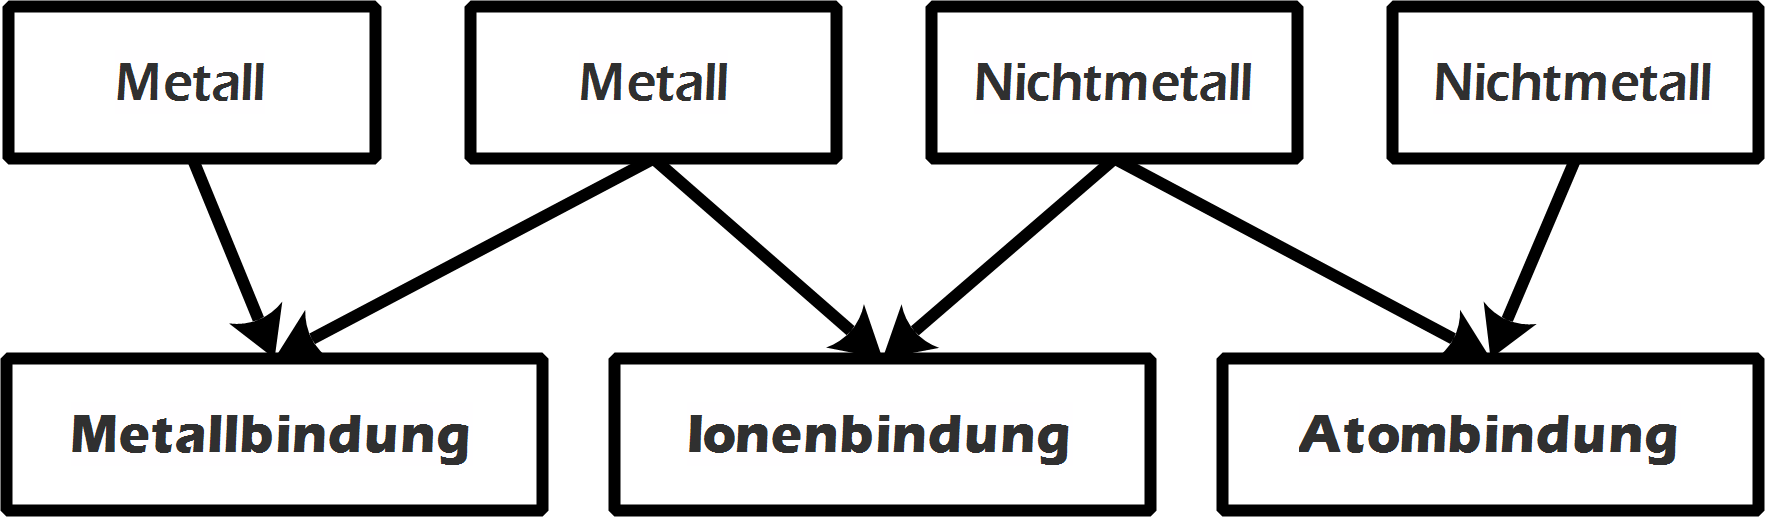 Metall
Metall
Nichtmetall
Nichtmetall
Metallbindung
Ionenbindung
Atombindung